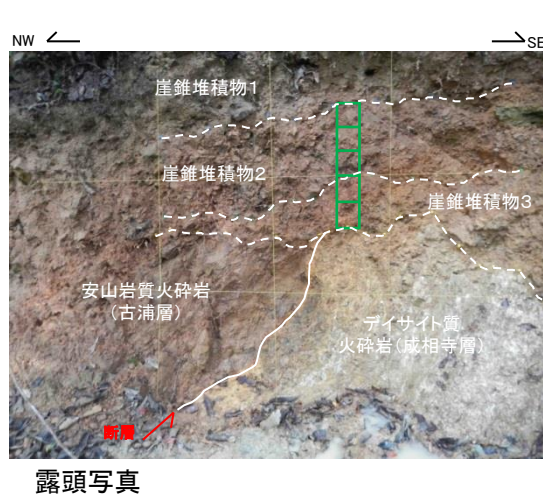 NW
SE
崖錐堆積物1
崖錐堆積物2
崖錐堆積物3
安山岩質火砕岩
(古浦層)
デイサイト質
火砕岩(成相寺層)
断層
露頭写真